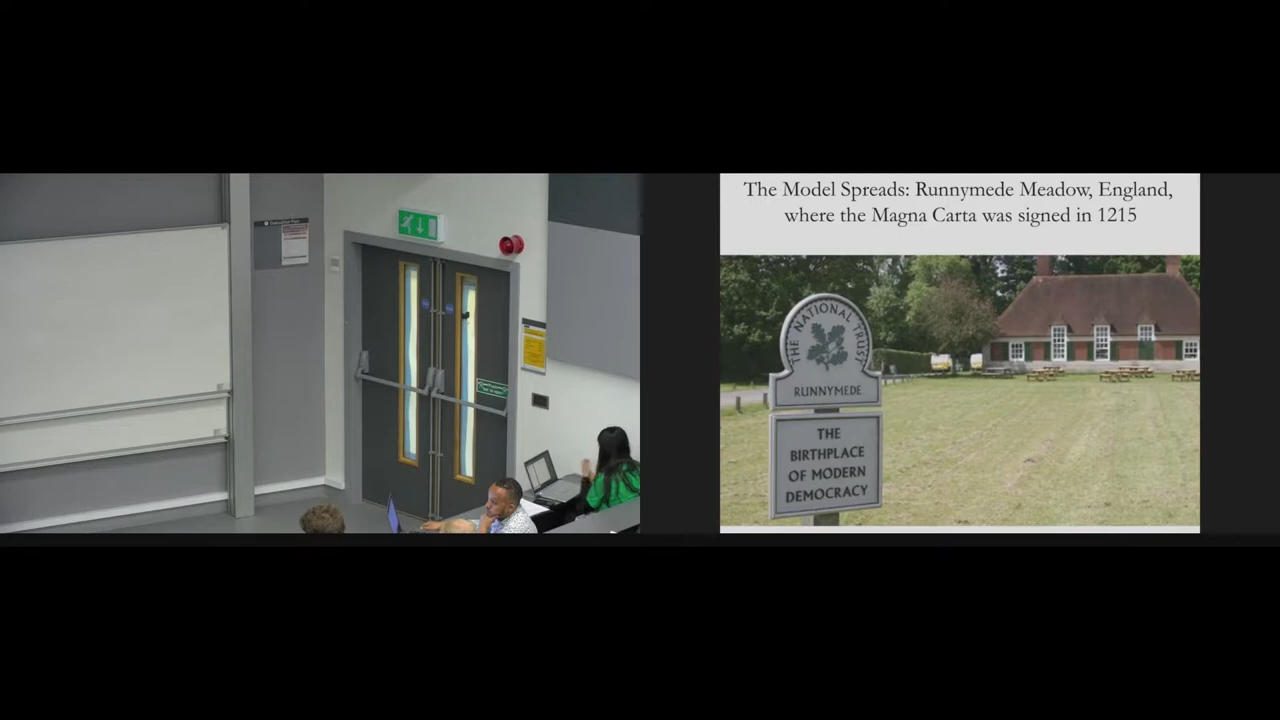 The Model Spreads: Runnymede Meadow, England,
where the Magna Carta was signed in 1215
THE NATIONAL TRUST
RUNNYMEDE
THE
BIRTHPLACE
OF MODERN
DEMOCRACY